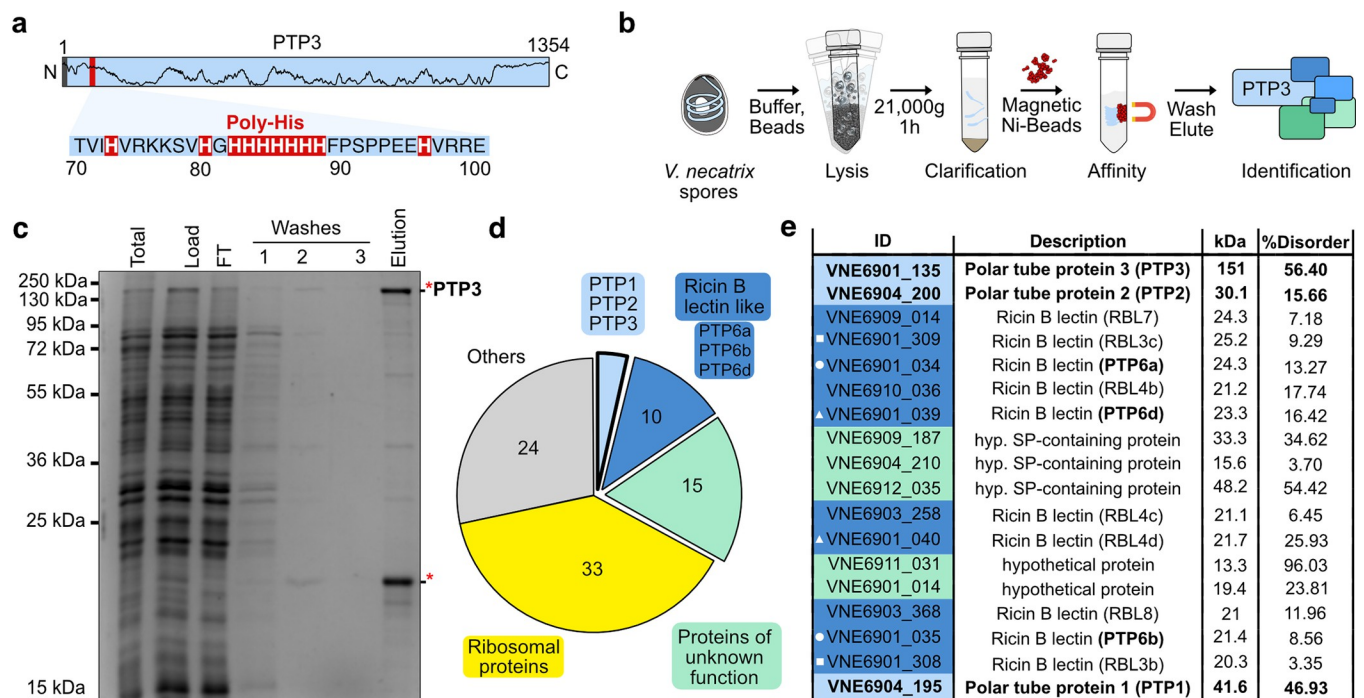 a
PTP3
1
1354
N
C
Poly-His
TVIHVRKKSVHGHHHHHHHFPSPPEEHVRRE
70
80
90
100
b
PTP3
Buffer,
Beads
21,000g
1h
Magnetic
Ni-Beads
Wash
Elute
V. necatrix
spores
Lysis
Clarification
Affinity
Identification
c
Total
Load
FT
Washes
1
2
3
Elution
250 kDa
130 kDa
95 kDa
72 kDa
55 kDa
36 kDa
25 kDa
15 kDa
*PTP3
*
d
PTP1
PTP2
PTP3
Ricin B
lectin like
PTP6a
PTP6b
PTP6d
Others
24
10
15
33
Ribosomal
proteins
Proteins of
unknown
function
e
ID Description kDa %Disorder
VNE6901_135 Polar tube protein 3 (PTP3) 151 56.40
VNE6904_200 Polar tube protein 2 (PTP2) 30.1 15.66
VNE6909_014 Ricin B lectin (RBL7) 24.3 7.18
VNE6901_309 Ricin B lectin (RBL3c) 25.2 9.29
VNE6901_034 Ricin B lectin (PTP6a) 24.3 13.27
VNE6910_036 Ricin B lectin (RBL4b) 21.2 17.74
VNE6901_039 Ricin B lectin (PTP6d) 23.3 16.42
VNE6909_187 hyp. SP-containing protein 33.3 34.62
VNE6904_210 hyp. SP-containing protein 15.6 3.70
VNE6912_035 hyp. SP-containing protein 48.2 54.42
VNE6903_258 Ricin B lectin (RBL4c) 21.1 6.45
VNE6901_040 Ricin B lectin (RBL4d) 21.7 25.93
VNE6911_031 hypothetical protein 13.3 96.03
VNE6901_014 hypothetical protein 19.4 23.81
VNE6903_368 Ricin B lectin (RBL8) 21 11.96
VNE6901_035 Ricin B lectin (PTP6b) 21.4 8.56
VNE6901_308 Ricin B lectin (RBL3b) 20.3 3.35
VNE6904_195 Polar tube protein 1 (PTP1) 41.6 46.93